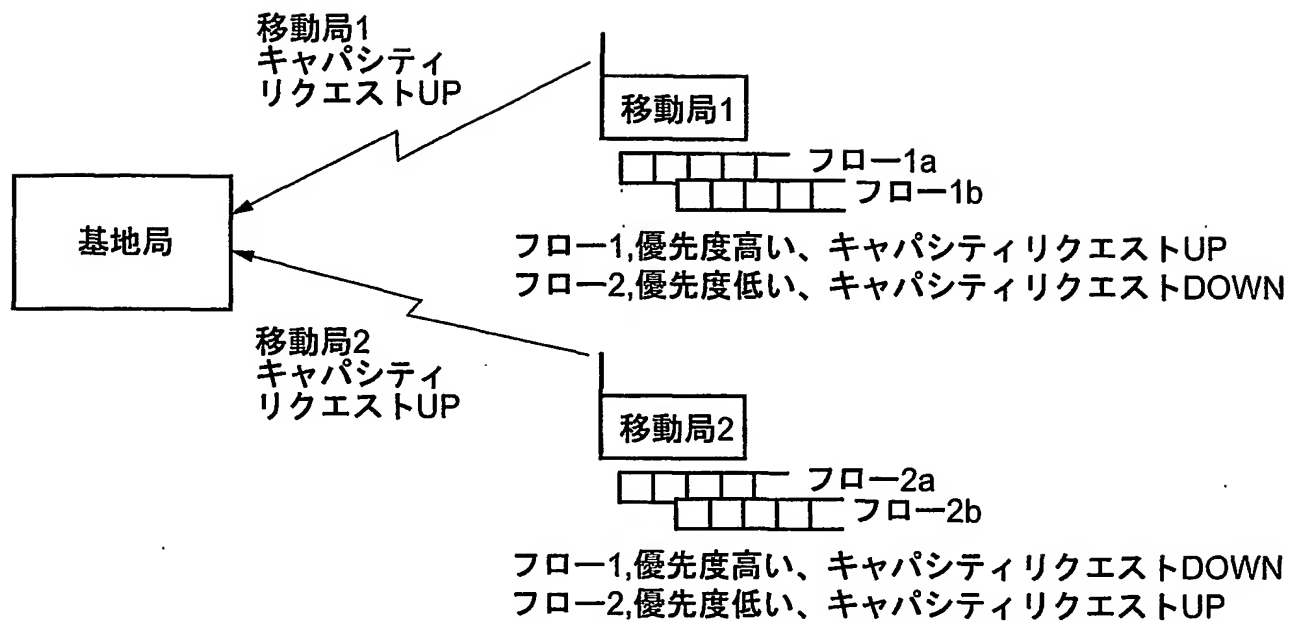 移動局1
キャパシティ
リクエストUP
移動局1
フロー1a
フロー1b
フロー1,優先度高い、キャパシティリクエストUP
フロー2,優先度低い、キャパシティリクエストDOWN
基地局
移動局2
キャパシティ
リクエストUP
移動局2
フロー2a
フロー2b
フロー1,優先度高い、キャパシティリクエストDOWN
フロー2,優先度低い、キャパシティリクエストUP